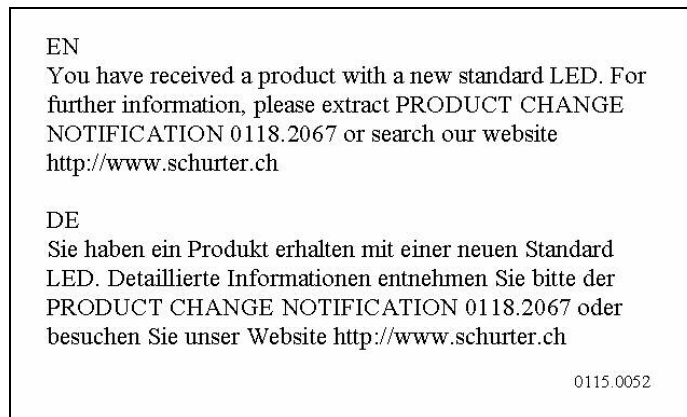 EN
You have received a product with a new standard LED. For
further information, please extract PRODUCT CHANGE
NOTIFICATION 0118.2067 or search our website
http://www.schurter.ch
DE
Sie haben ein Produkt erhalten mit einer neuen Standard
LED. Detaillierte Informationen entnehmen Sie bitte der
PRODUCT CHANGE NOTIFICATION 0118.2067 oder
besuchen Sie unser Website http://www.schurter.ch
0115.0052